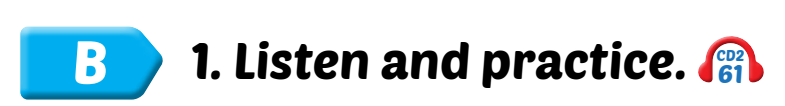 B 1. Listen and practice. CD2
61